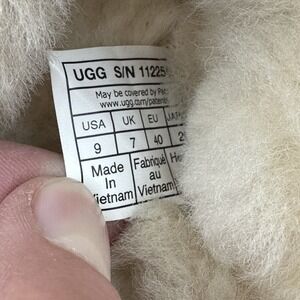 UGG S/N 11225
May be covered by
www.ugg.com/patents
USA UK EU
9 7 40
Made Fabriqué
In au
Vietnam Vietnam